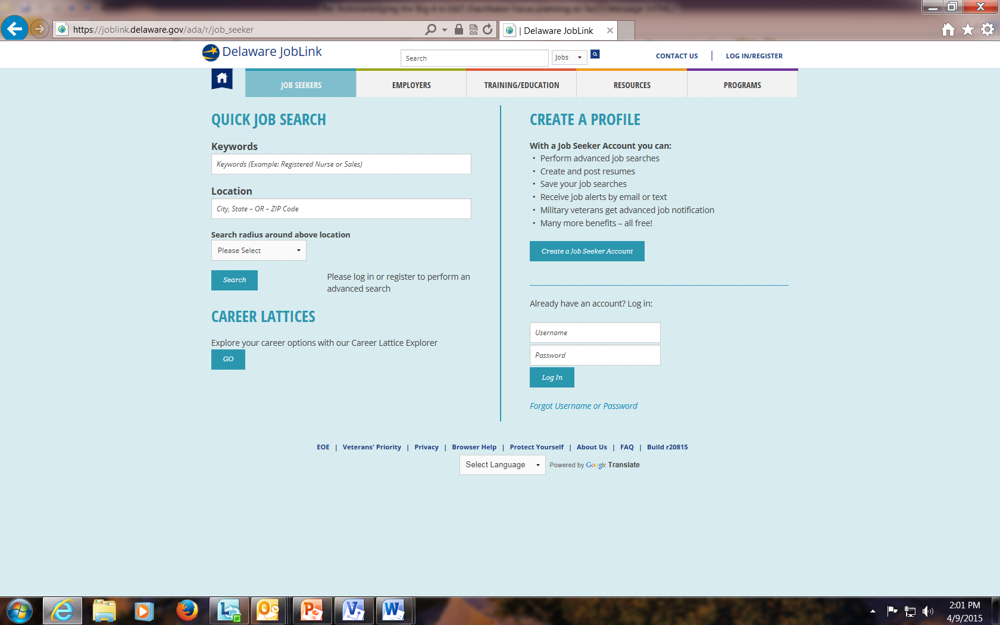 https://joblink.delaware.gov/ada/r/job_seeker
| Delaware JobLink
Delaware JobLink
Search
Jobs
CONTACT US
LOG IN/REGISTER
JOB SEEKERS
EMPLOYERS
TRAINING/EDUCATION
RESOURCES
PROGRAMS
QUICK JOB SEARCH
Keywords
Keywords (Example: Registered Nurse or Sales)
Location
City, State – OR – ZIP Code
Search radius around above location
Please Select
Search
Please log in or register to perform an
advanced search
CAREER LATTICES
Explore your career options with our Career Lattice Explorer
GO
CREATE A PROFILE
With a Job Seeker Account you can:
• Perform advanced job searches
• Create and post resumes
• Save your job searches
• Receive job alerts by email or text
• Military veterans get advanced job notification
• Many more benefits – all free!
Create a Job Seeker Account
Already have an account? Log in:
Username
Password
Log In
Forgot Username or Password
EOE | Veterans' Priority | Privacy | Browser Help | Protect Yourself | About Us | FAQ | Build r20815
Select Language
Powered by Google Translate
2:01 PM
4/9/2015